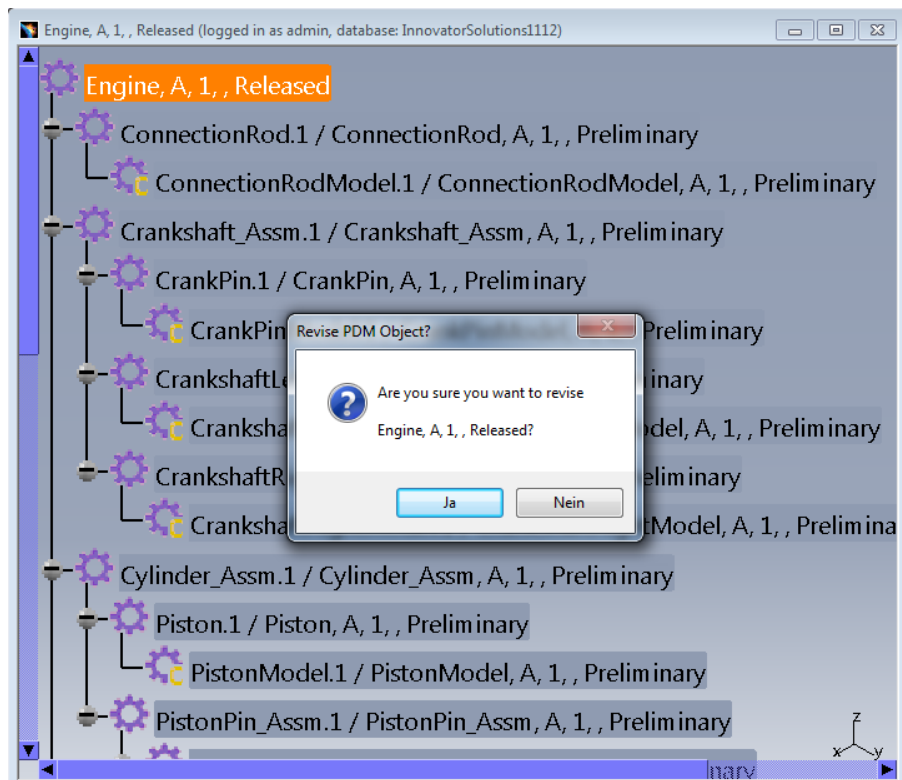 Engine, A, 1, , Released (logged in as admin, database: InnovatorSolutions1112)
Engine, A, 1, , Released
ConnectionRod.1 / ConnectionRod, A, 1, , Preliminary
ConnectionRodModel.1 / ConnectionRodModel, A, 1, , Preliminary
Crankshaft_Assm.1 / Crankshaft_Assm, A, 1, , Preliminary
CrankPin.1 / CrankPin, A, 1, , Preliminary
CrankPin Preliminary
Revise PDM Object?
CrankshaftLe inary
Are you sure you want to revise
Engine, A, 1, , Released?
Cranksha odel, A, 1, , Preliminary
CrankshaftR eliminary
Ja Nein
Cranksha tModel, A, 1, , Prelimina
Cylinder_Assm.1 / Cylinder_Assm, A, 1, , Preliminary
Piston.1 / Piston, A, 1, , Preliminary
PistonModel.1 / PistonModel, A, 1, , Preliminary
PistonPin_Assm.1 / PistonPin_Assm, A, 1, , Preliminary
z
x y